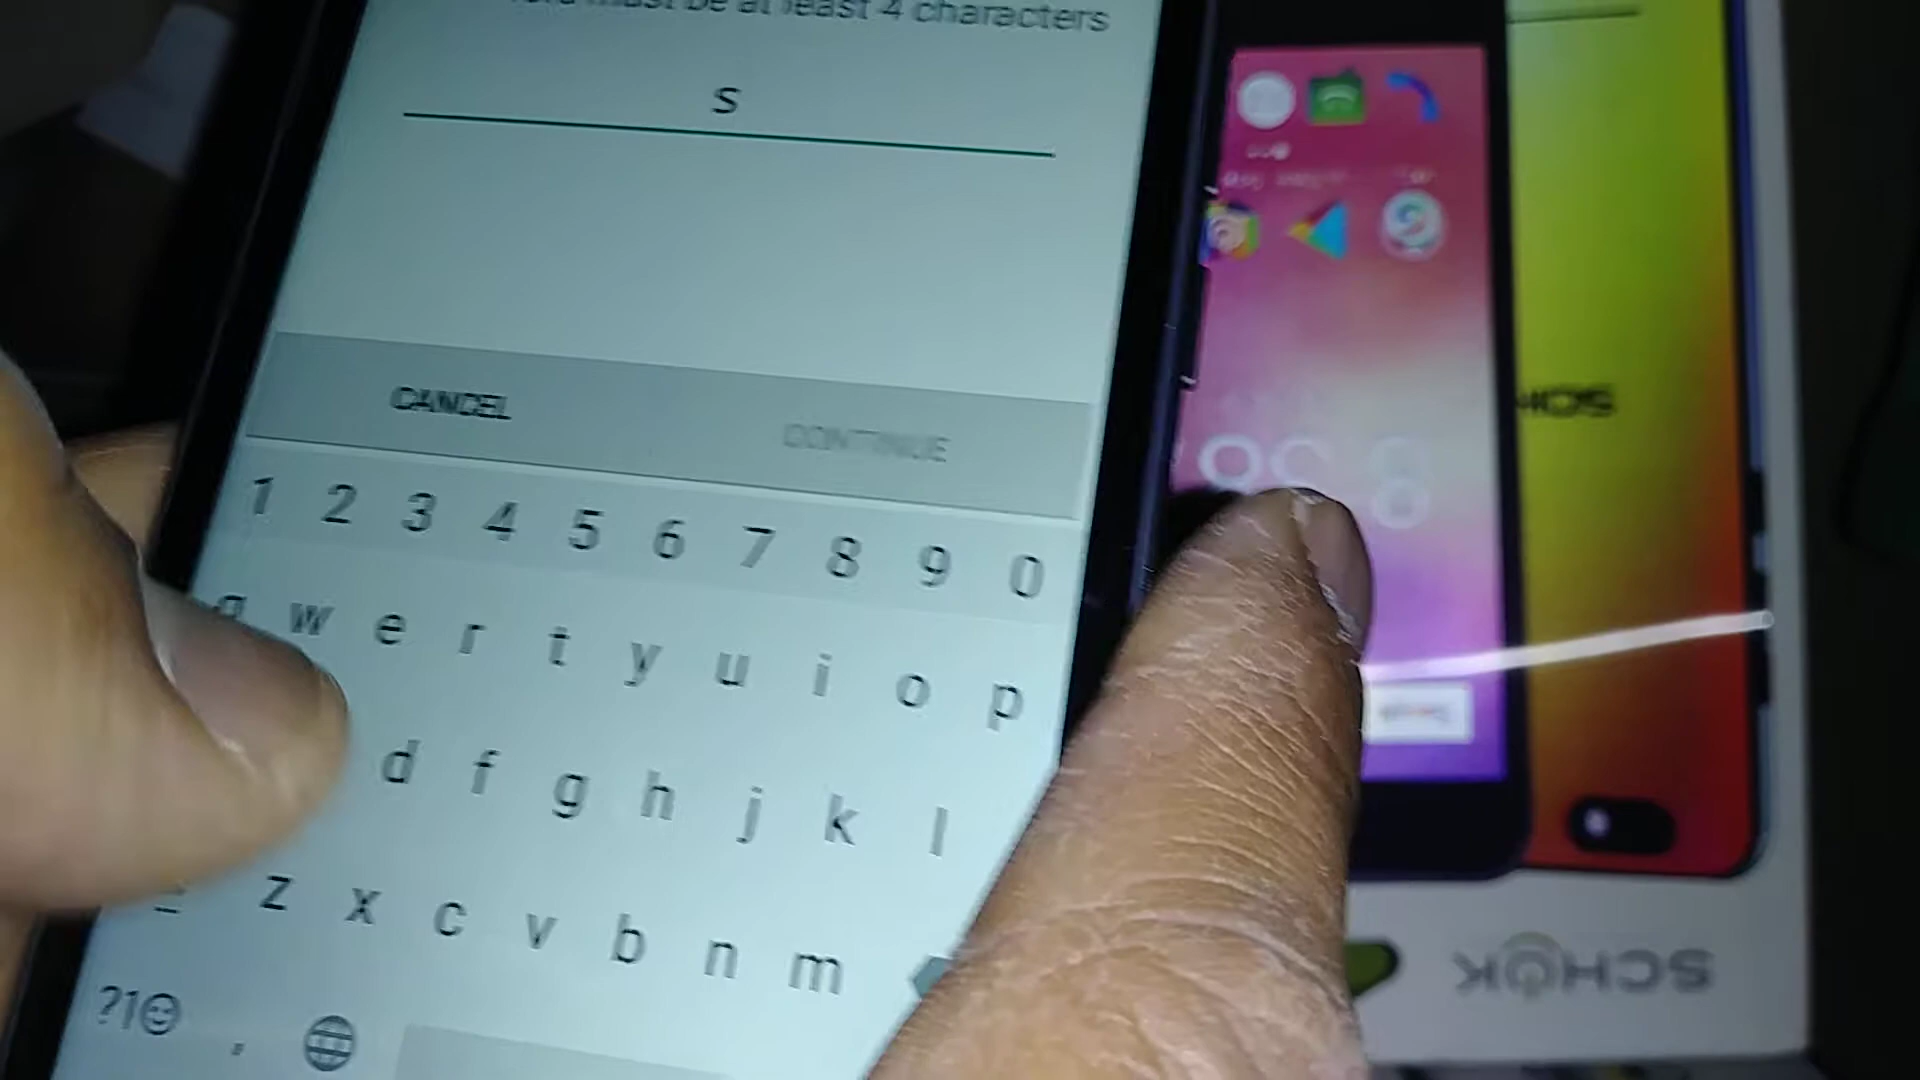 must be at least 4 characters
s
CANCEL
CONTINUE
1 2 3 4 5 6 7 8 9 0
q w e r t y u i o p
d f g h j k l
z x c v b n m
?1☺ ,
SCHOK